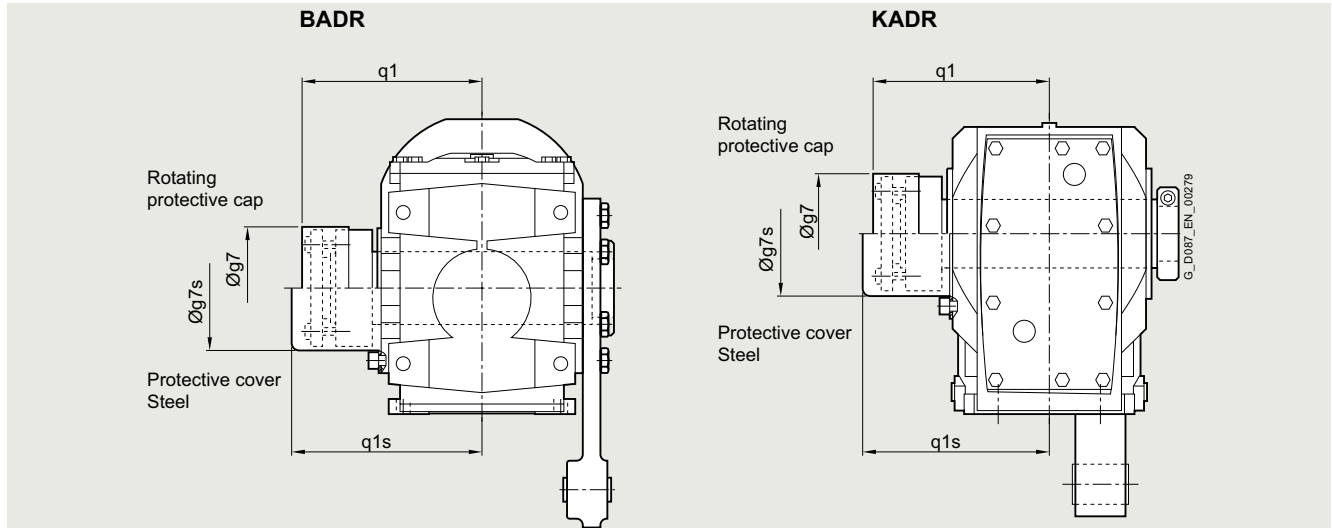 BADR
q1
Rotating
protective cap
Øg7
Øg7s
Protective cover
Steel
q1s
KADR
q1
Rotating
protective cap
Øg7
Øg7s
Protective cover
Steel
q1s
G_D087_EN_00279